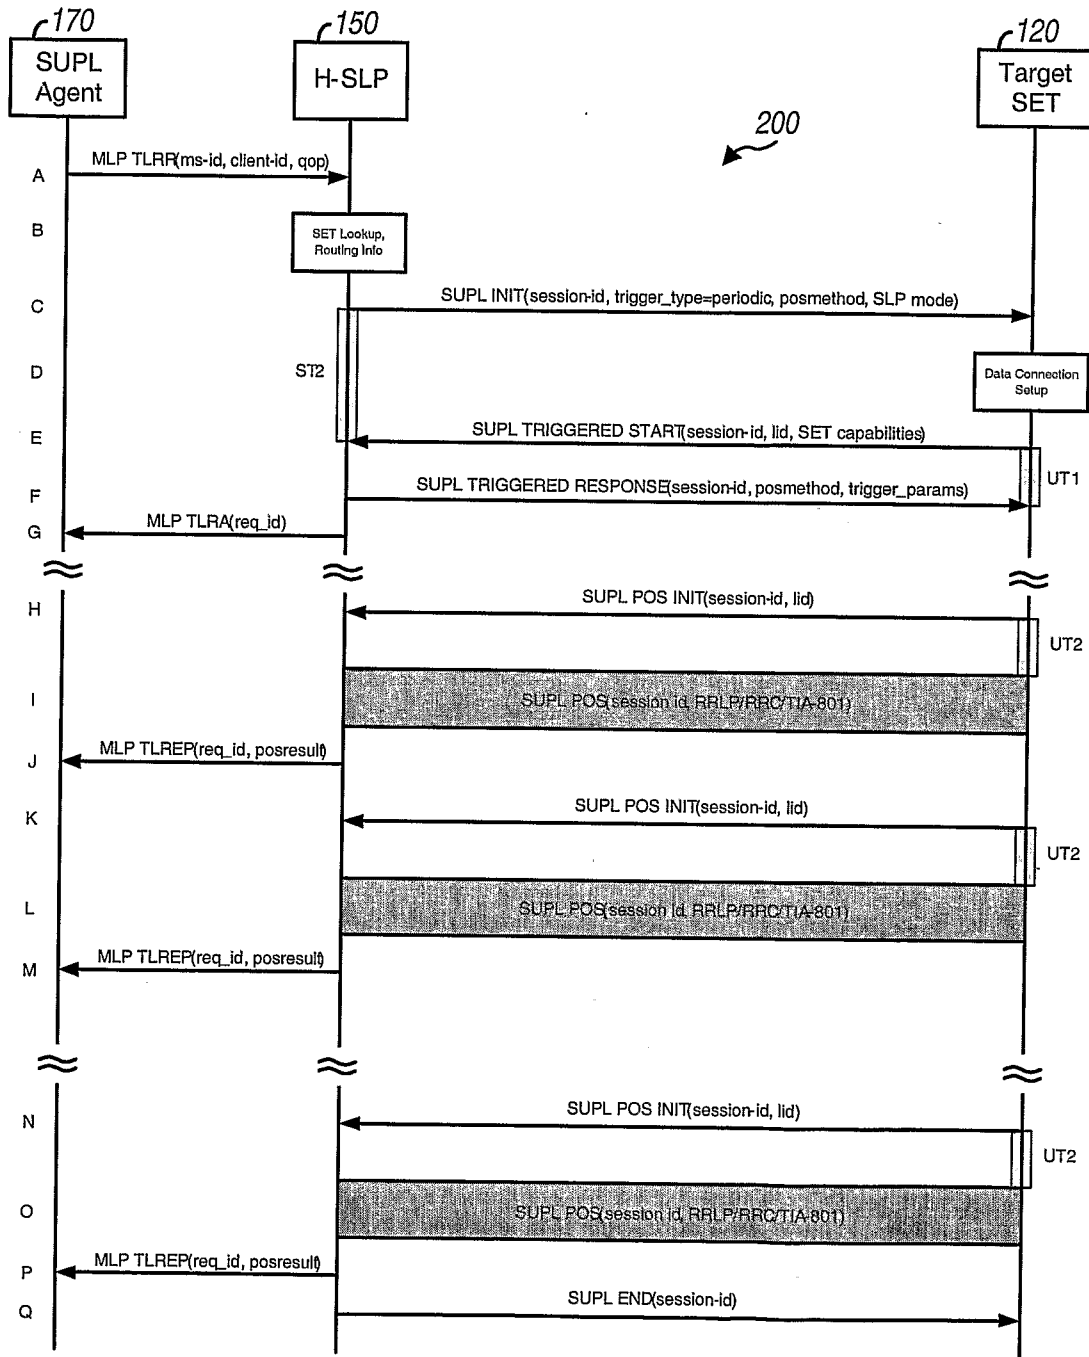 170
150
120
SUPL
Agent
H-SLP
Target
SET
200
A
MLP TLRR(ms-id, client-id, qop)
B
SET Lookup,
Routing Info
C
SUPL INIT(session-id, trigger_type=periodic, posmethod, SLP mode)
D
ST2
Data Connection
Setup
E
SUPL TRIGGERED START(session-id, lid, SET capabilities)
UT1
F
SUPL TRIGGERED RESPONSE(session-id, posmethod, trigger_params)
G
MLP TLRA(req_id)
H
SUPL POS INIT(session-id, lid)
UT2
I
SUPL POS(session id, RRLP/RRC/TIA-801)
J
MLP TLREP(req_id, posresult)
K
SUPL POS INIT(session-id, lid)
UT2
L
SUPL POS(session id, RRLP/RRC/TIA-801)
M
MLP TLREP(req_id, posresult)
N
SUPL POS INIT(session-id, lid)
UT2
O
SUPL POS(session id, RRLP/RRC/TIA-801)
P
MLP TLREP(req_id, posresult)
Q
SUPL END(session-id)